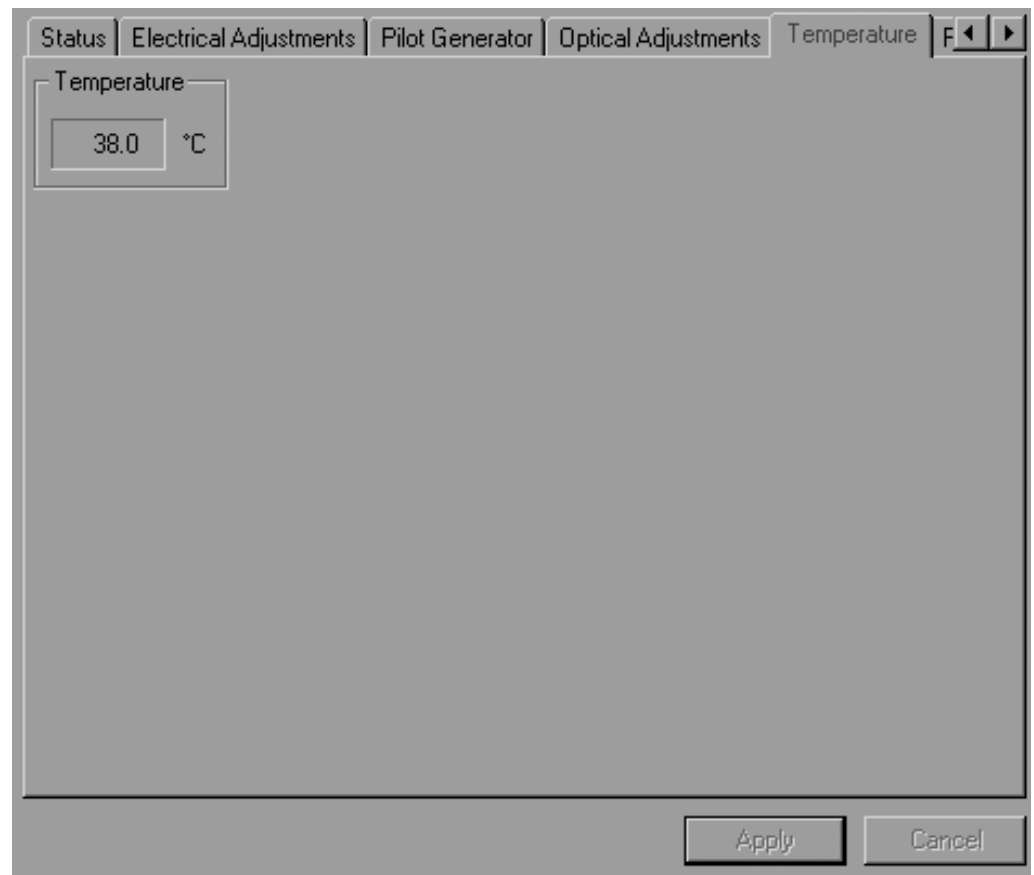 Status Electrical Adjustments Pilot Generator Optical Adjustments Temperature
Temperature
38.0 °C
Apply Cancel